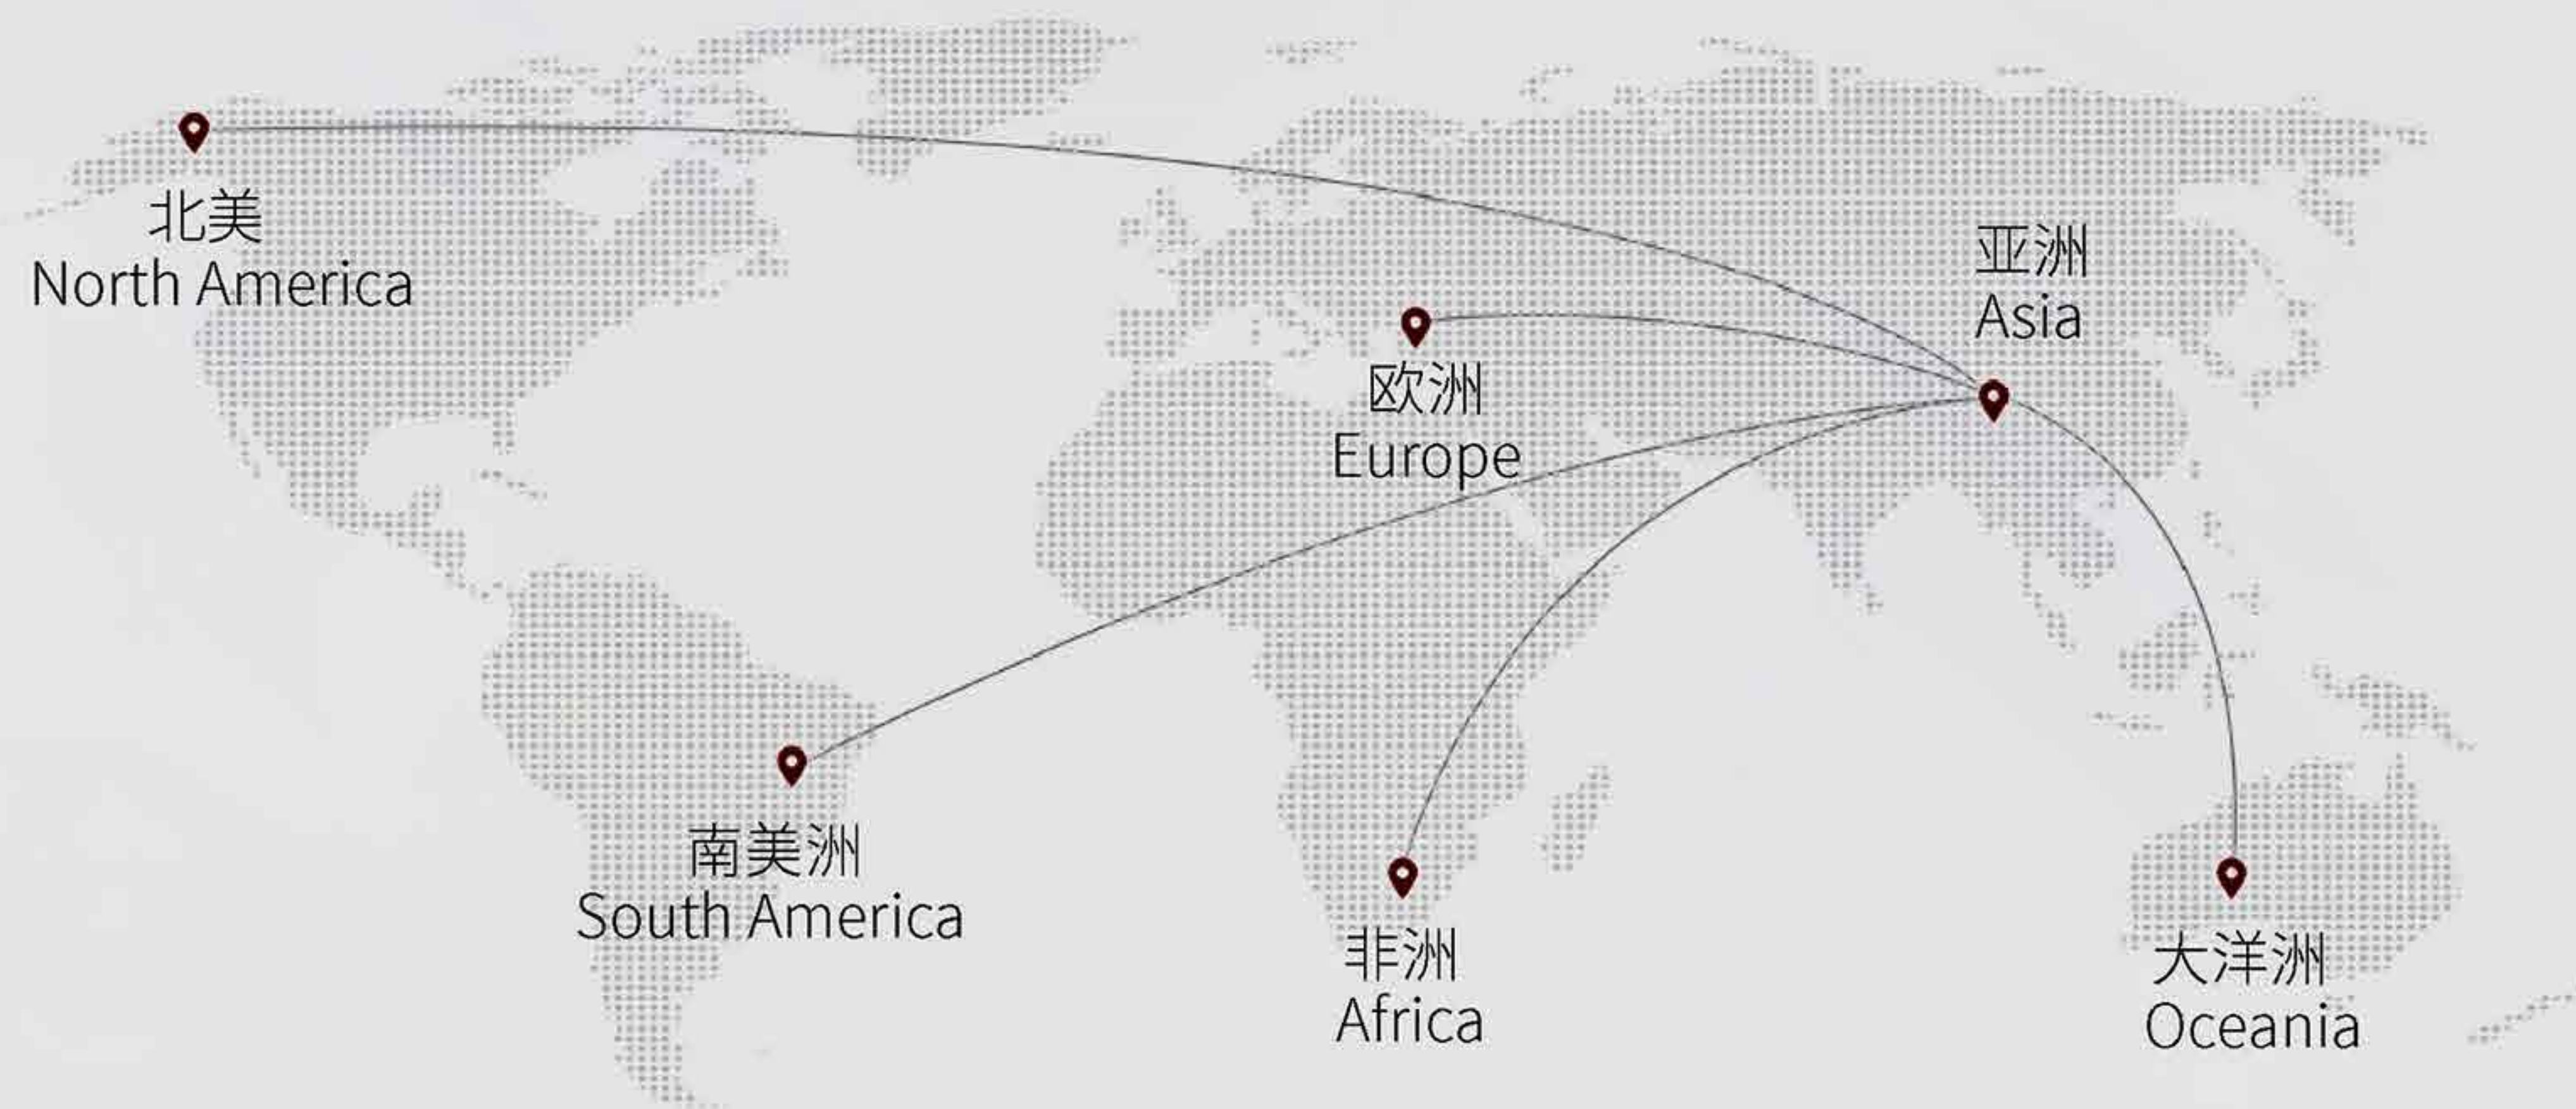 北美
North America
亚洲
Asia
欧洲
Europe
南美洲
South America
非洲
Africa
大洋洲
Oceania